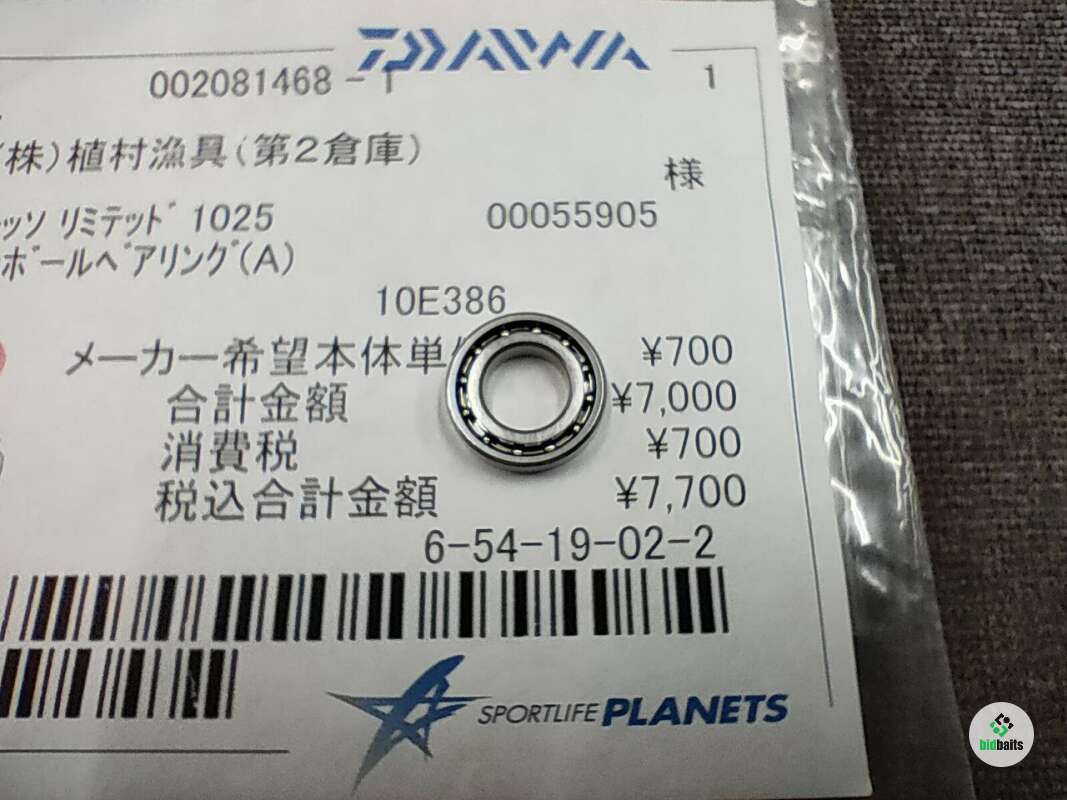 DAIWA
002081468-1 1
(株)植村漁具(第2倉庫)
様
ッソ ﾘﾐﾃｯﾄﾞ 1025 00055905
ﾎﾞｰﾙﾍﾞｱﾘﾝｸﾞ(A)
10E386
メーカー希望本体単 ¥700
合計金額 ¥7,000
消費税 ¥700
税込合計金額 ¥7,700
6-54-19-02-2
SPORTLIFE PLANETS
bidbaits